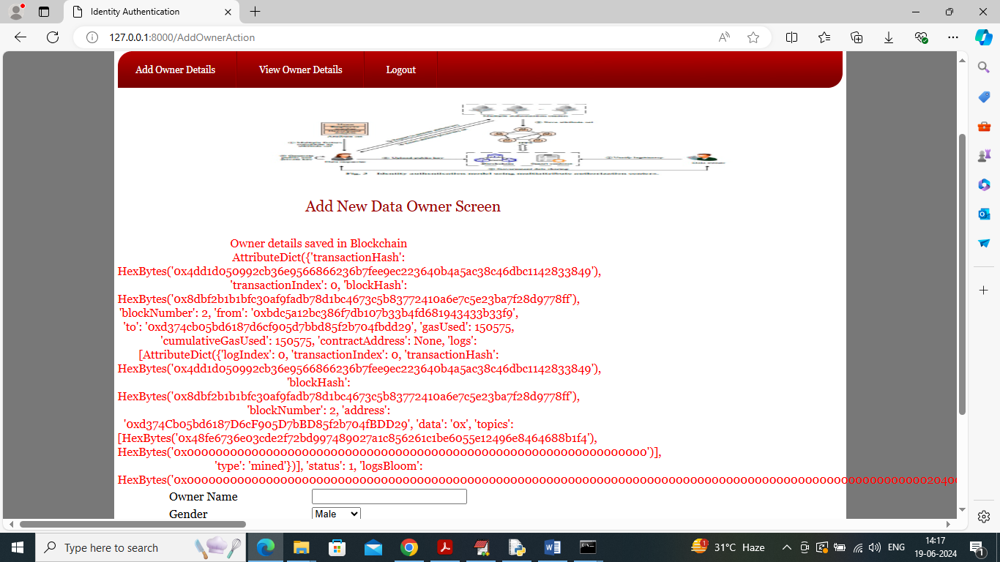 Identity Authentication
127.0.0.1:8000/AddOwnerAction
Add Owner Details
View Owner Details
Logout
Fig. 2 Identity authentication model using multiattribute authorization centers.
Add New Data Owner Screen
Owner details saved in Blockchain
AttributeDict({'transactionHash':
HexBytes('0x4dd1d050992cb36e9566866236b7fee9ec223640b4a5ac38c46dbc1142833849'),
'transactionIndex': 0, 'blockHash':
HexBytes('0x8dbf2b1b1bfc30af9fadb78d1bc4673c5b83772410a6e7c5e23ba7f28d9778ff'),
'blockNumber': 2, 'from': '0xbdc5a12bc386f7db107b33b4fd681943433b33f9',
'to': '0xd374cb05bd6187d6cf905d7bbd85f2b704fbdd29', 'gasUsed': 150575,
'cumulativeGasUsed': 150575, 'contractAddress': None, 'logs':
[AttributeDict({'logIndex': 0, 'transactionIndex': 0, 'transactionHash':
HexBytes('0x4dd1d050992cb36e9566866236b7fee9ec223640b4a5ac38c46dbc1142833849'),
'blockHash':
HexBytes('0x8dbf2b1b1bfc30af9fadb78d1bc4673c5b83772410a6e7c5e23ba7f28d9778ff'),
'blockNumber': 2, 'address':
'0xd374Cb05bd6187D6cF905D7bBD85f2b704fBDD29', 'data': '0x', 'topics':
[HexBytes('0x48fe6736e03cde2f72bd997489027a1c856261c1be6055e12496e8464688b1f4'),
HexBytes('0x0000000000000000000000000000000000000000000000000000000000000000')],
'type': 'mined'})], 'status': 1, 'logsBloom':
Owner Name
Gender
Male
Type here to search
31°C Haze
ENG
14:17
19-06-2024
1